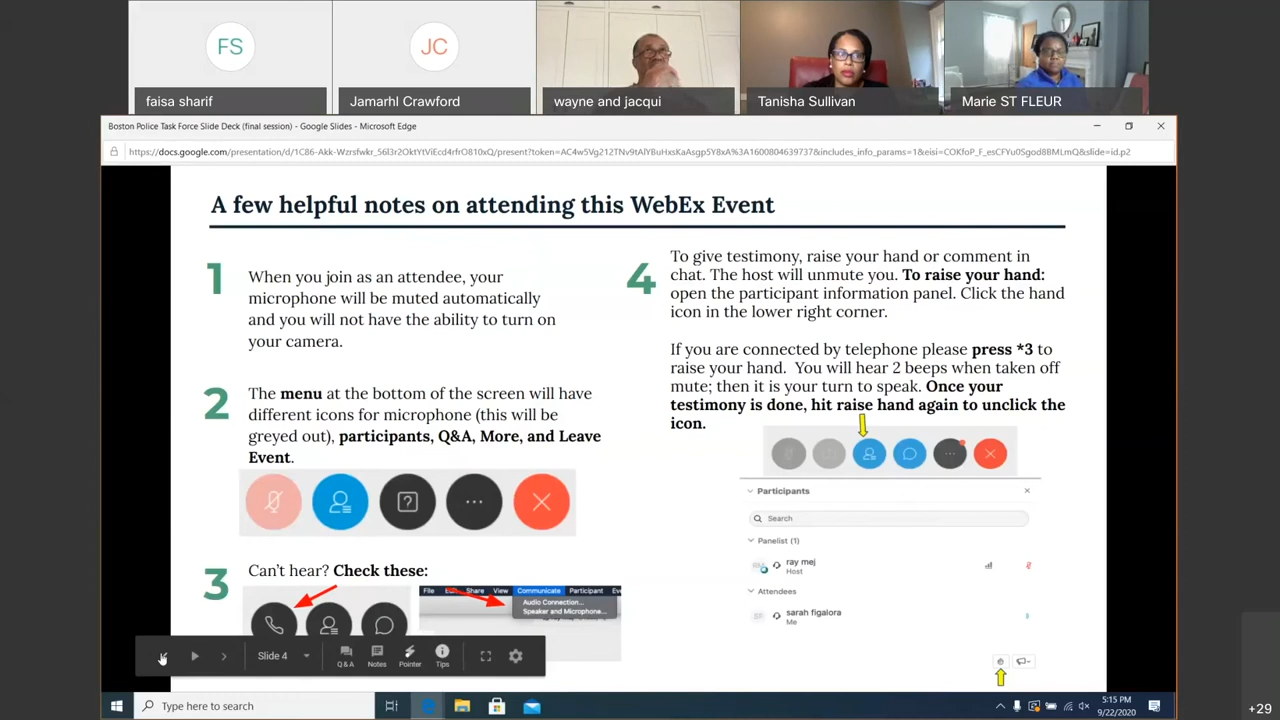 FS
JC
faisa sharif
Jamarhl Crawford
wayne and jacqui
Tanisha Sullivan
Marie ST FLEUR
Boston Police Task Force Slide Deck (final session) - Google Slides - Microsoft Edge
A few helpful notes on attending this WebEx Event
1
When you join as an attendee, your
microphone will be muted automatically
and you will not have the ability to turn on
your camera.
2
The menu at the bottom of the screen will have
different icons for microphone (this will be
greyed out), participants, Q&A, More, and Leave
Event.
3
Can't hear? Check these:
File
Share
View
Communicate
Participant
Audio Connection...
Speaker and Microphone...
4
To give testimony, raise your hand or comment in
chat. The host will unmute you. To raise your hand:
open the participant information panel. Click the hand
icon in the lower right corner.
If you are connected by telephone please press *3 to
raise your hand. You will hear 2 beeps when taken off
mute; then it is your turn to speak. Once your
testimony is done, hit raise hand again to unclick the
icon.
Participants
Search
Panelist (1)
ray mej
Host
Attendees
sarah figalora
Me
Slide 4
Q&A
Notes
Pointer
Tips
Type here to search
5:15 PM
9/22/2020
+29